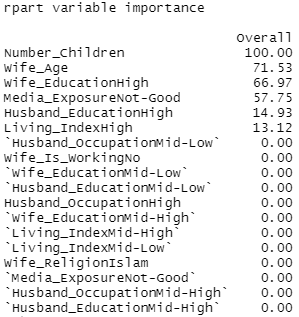 rpart variable importance
Overall
Number_Children 100.00
Wife_Age 71.53
Wife_EducationHigh 66.97
Media_ExposureNot-Good 57.75
Husband_EducationHigh 14.93
Living_IndexHigh 13.12
`Husband_OccupationMid-Low` 0.00
Wife_Is_WorkingNo 0.00
`Wife_EducationMid-Low` 0.00
`Husband_EducationMid-Low` 0.00
Husband_OccupationHigh 0.00
`Wife_EducationMid-High` 0.00
`Living_IndexMid-High` 0.00
`Living_IndexMid-Low` 0.00
Wife_ReligionIslam 0.00
`Media_ExposureNot-Good` 0.00
`Husband_OccupationMid-High` 0.00
`Husband_EducationMid-High` 0.00